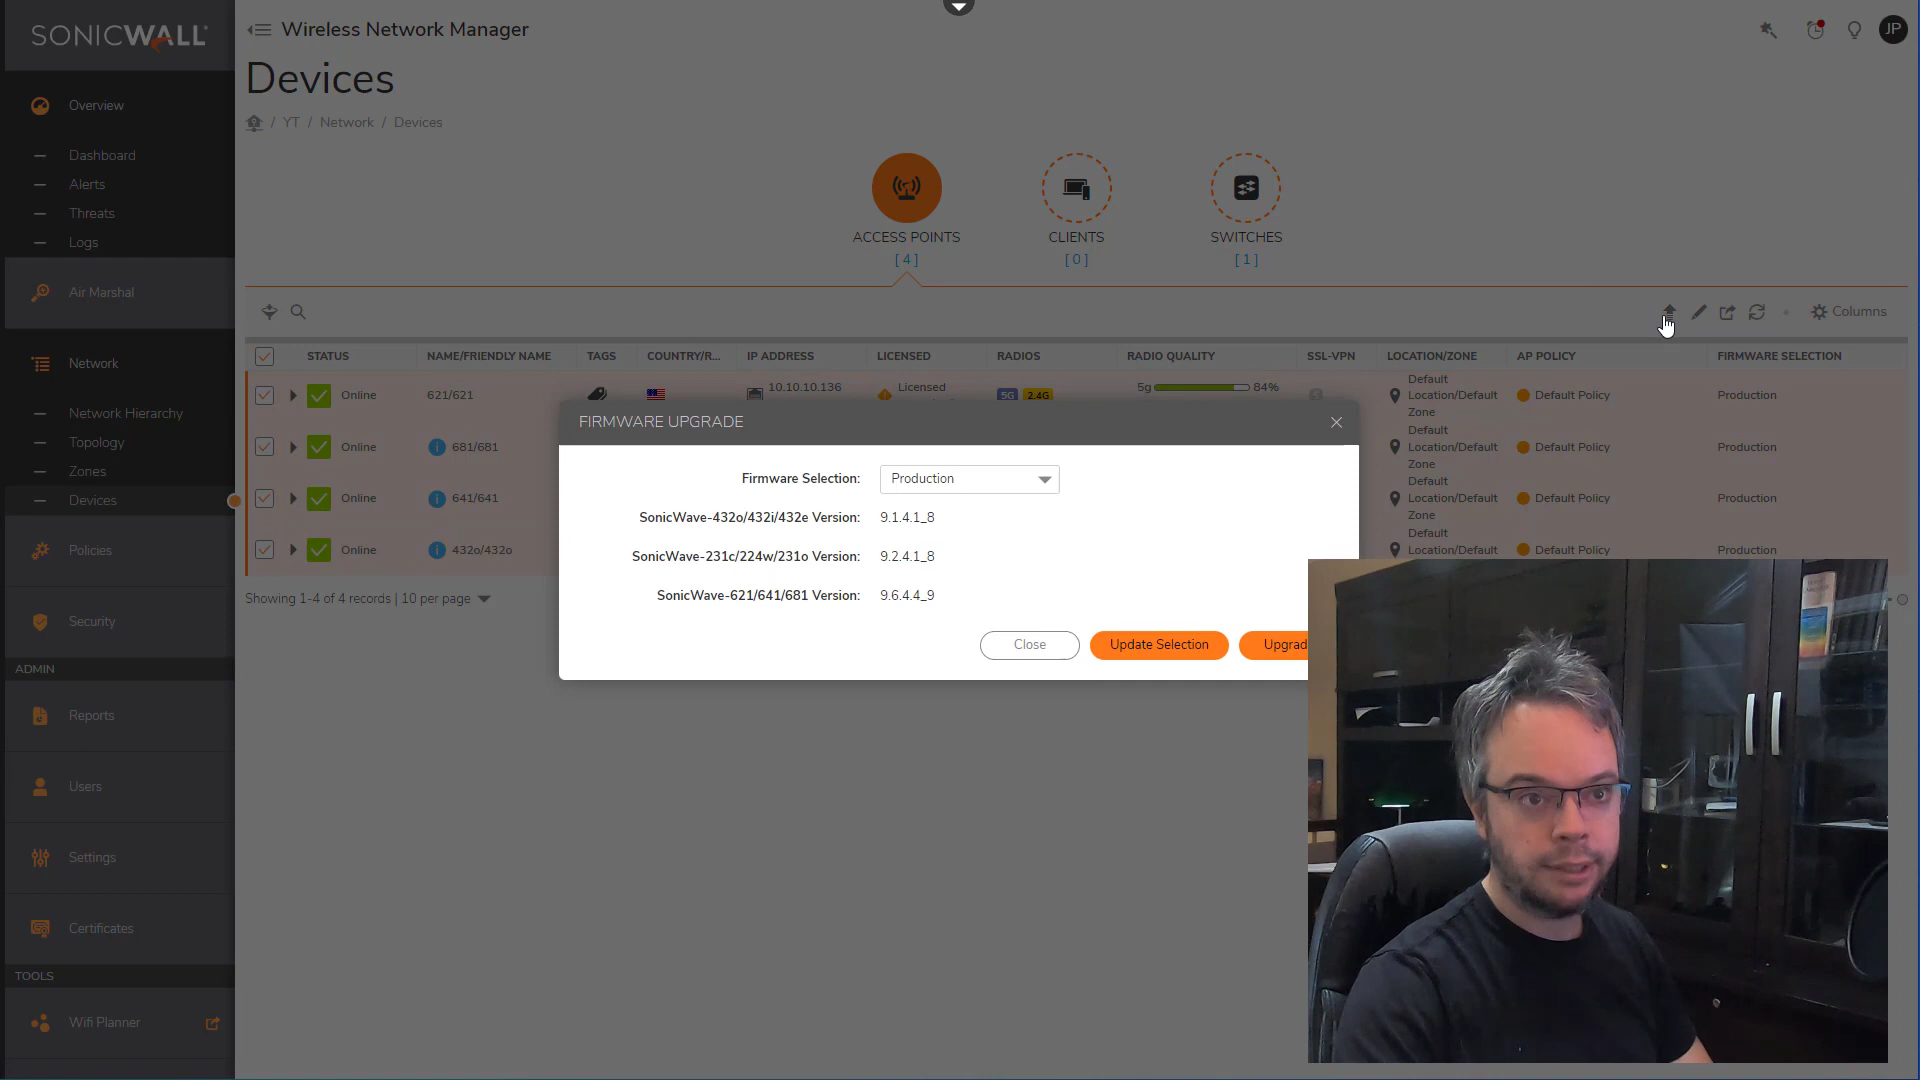 SONICWALL
Wireless Network Manager
JP
Devices
/ YT / Network / Devices
Overview
Dashboard
Alerts
Threats
Logs
Air Marshal
Network
Network Hierarchy
Topology
Zones
Devices
Policies
Security
ADMIN
Reports
Users
Settings
Certificates
TOOLS
Wifi Planner
ACCESS POINTS
[ 4 ]
CLIENTS
[ 0 ]
SWITCHES
[ 1 ]
Columns
STATUS NAME/FRIENDLY NAME TAGS COUNTRY/R... IP ADDRESS LICENSED RADIOS RADIO QUALITY SSL-VPN LOCATION/ZONE AP POLICY FIRMWARE SELECTION
Online 621/621 10.10.10.136 Licensed 5G 2.4G 5g 84% Default Location/Default Zone Default Policy Production
Online 681/681 Default Location/Default Zone Default Policy Production
Online 641/641 Default Location/Default Zone Default Policy Production
Online 432o/432o Default Location/Default Default Policy Production
Showing 1-4 of 4 records | 10 per page
FIRMWARE UPGRADE
Firmware Selection: Production
SonicWave-432o/432i/432e Version: 9.1.4.1_8
SonicWave-231c/224w/231o Version: 9.2.4.1_8
SonicWave-621/641/681 Version: 9.6.4.4_9
Close
Update Selection
Upgrad